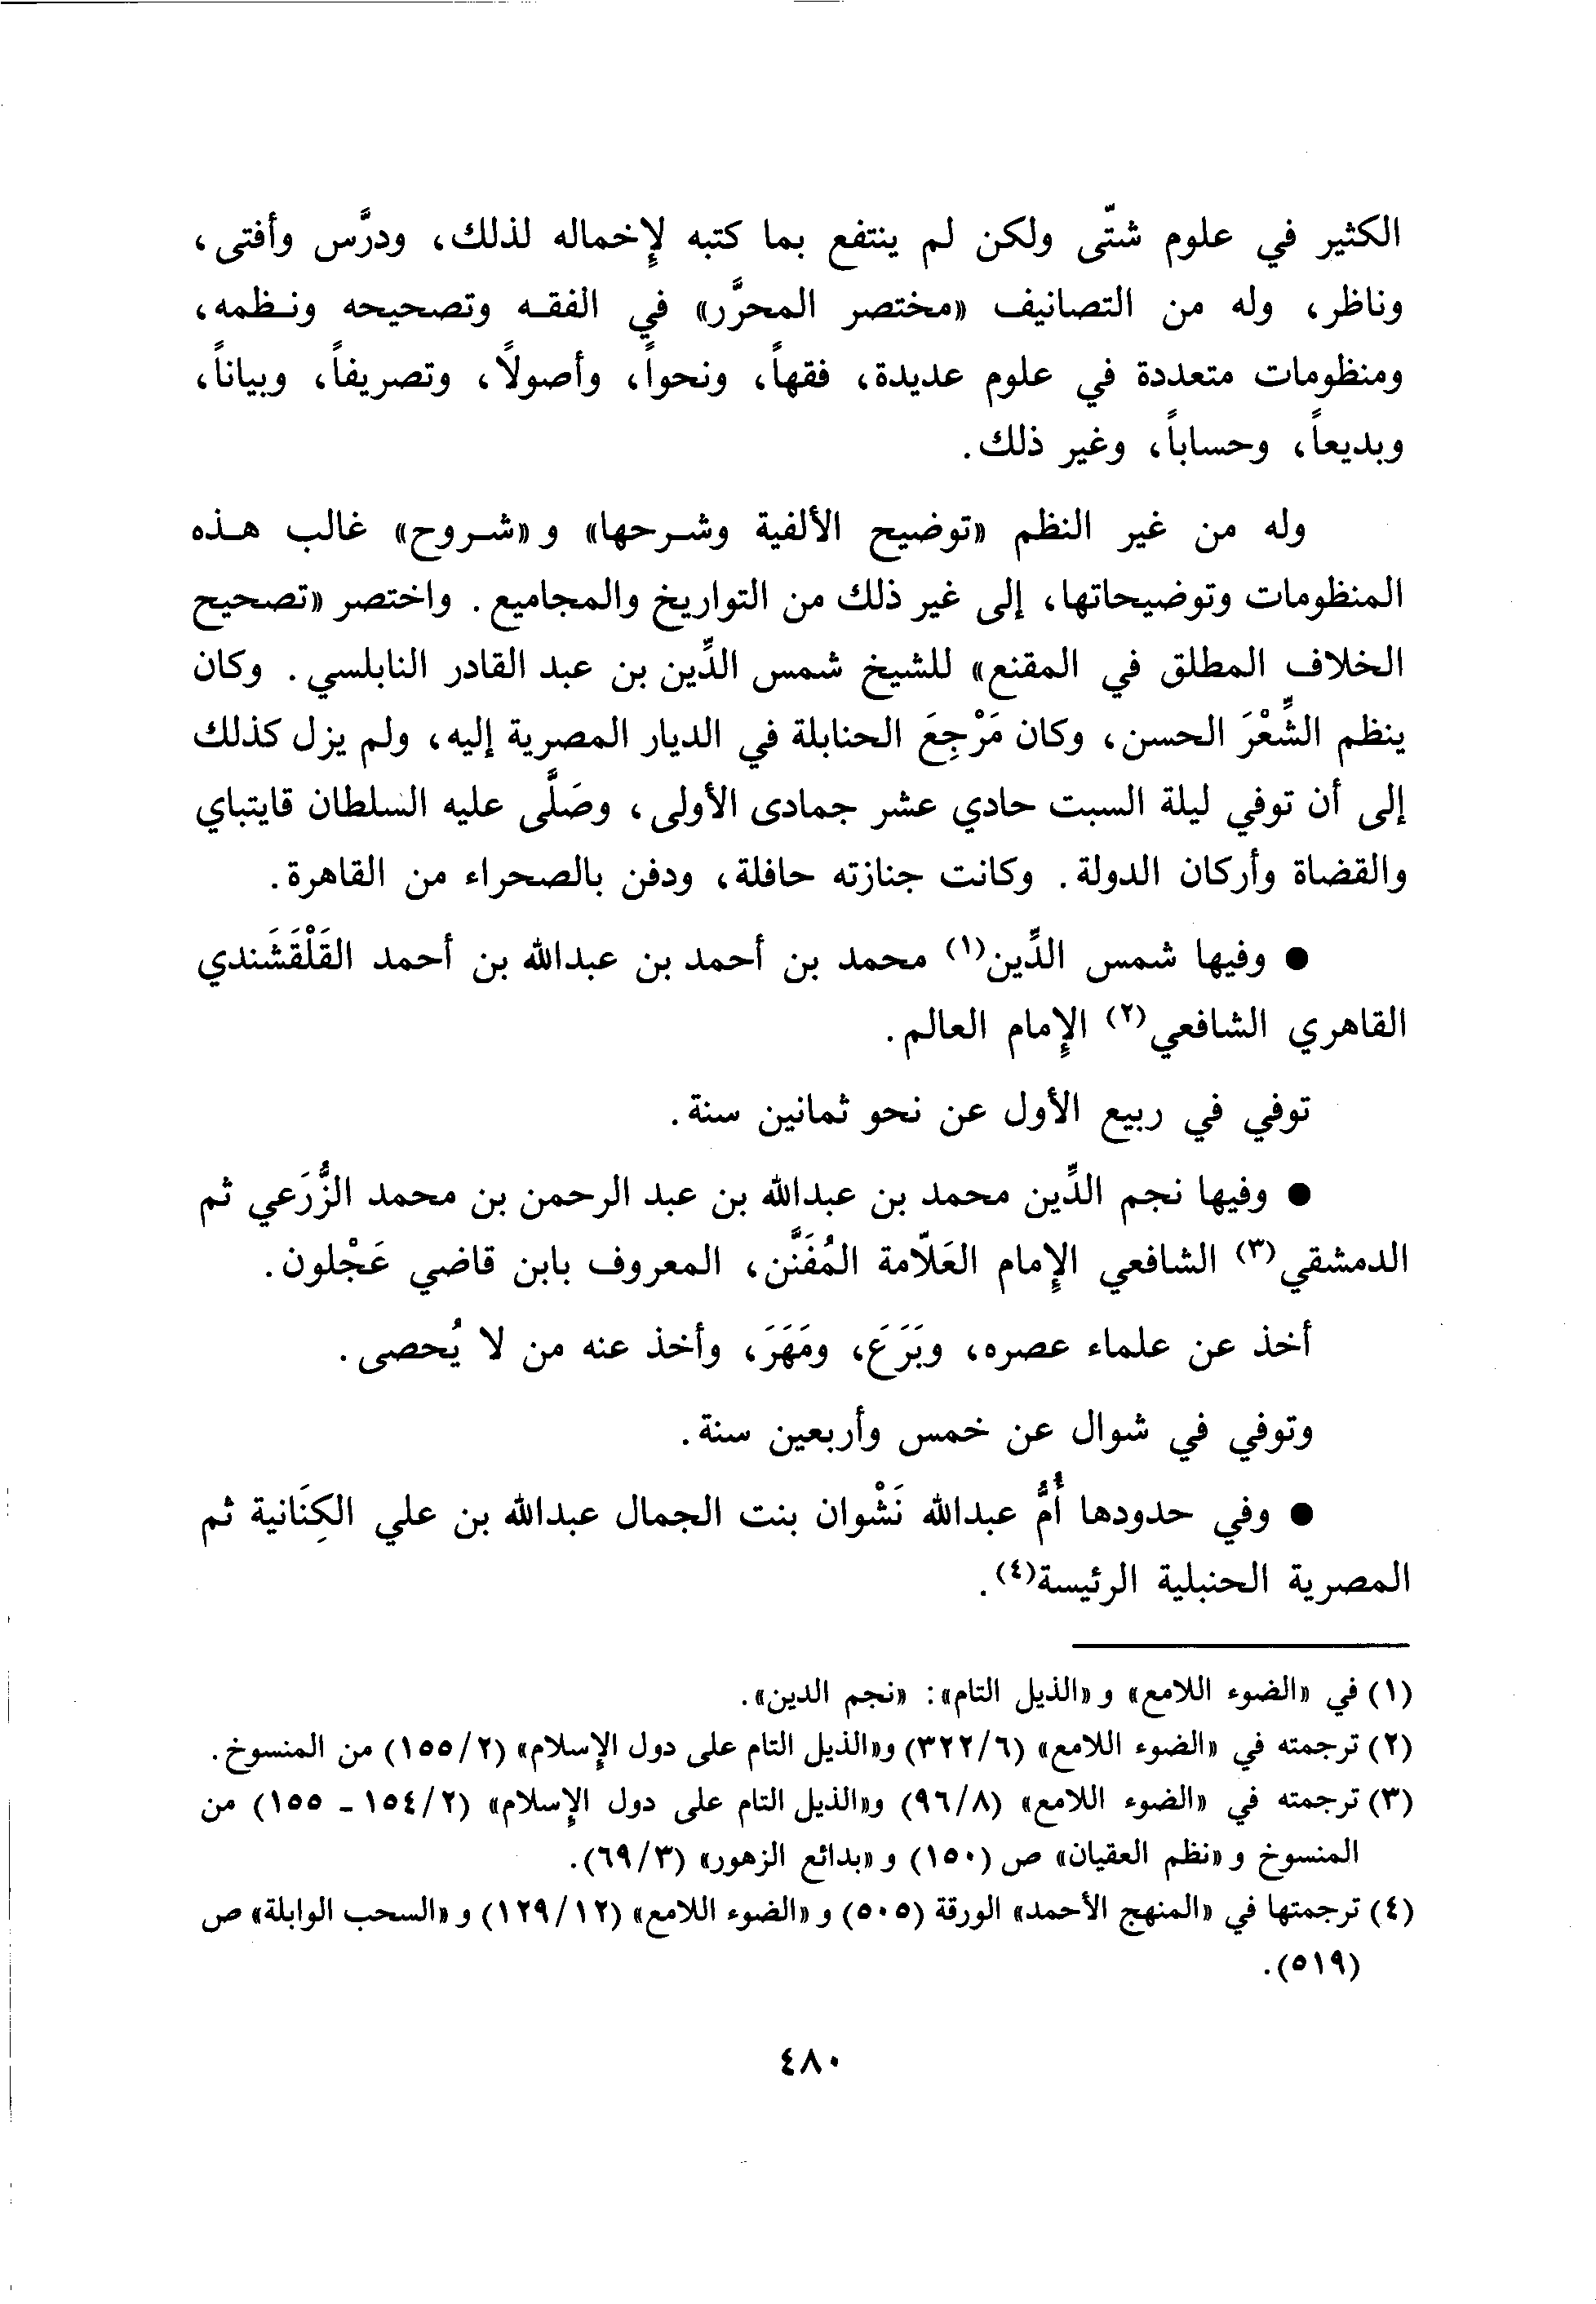 الكثير في علوم شتّى ولكن لم ينتفع بما كتبه لإخماله لذلك، ودرَّس وأفتى،
وناظر، وله من التصانيف «مختصر المحرَّر» في الفقه وتصحيحه ونظمه،
ومنظومات متعددة في علوم عديدة، فقهاً، ونحواً، وأصولاً، وتصريفاً، وبياناً،
وبديعاً، وحساباً، وغير ذلك.
وله من غير النظم «توضيح الألفية وشرحها» و«شروح» غالب هذه
المنظومات وتوضيحاتها، إلى غير ذلك من التواريخ والمجاميع. واختصر «تصحيح
الخلاف المطلق في المقنع» للشيخ شمس الدِّين بن عبد القادر النابلسي. وكان
ينظم الشِّعْرَ الحسن، وكان مَرْجِعَ الحنابلة في الديار المصرية إليه، ولم يزل كذلك
إلى أن توفي ليلة السبت حادي عشر جمادى الأولى، وصَلَّى عليه السلطان قايتباي
والقضاة وأركان الدولة. وكانت جنازته حافلة، ودفن بالصحراء من القاهرة.
● وفيها شمس الدِّين(١) محمد بن أحمد بن عبدالله بن أحمد القَلْقَشَندي
القاهري الشافعي(٢) الإمام العالم.
توفي في ربيع الأول عن نحو ثمانين سنة.
● وفيها نجم الدِّين محمد بن عبدالله بن عبد الرحمن بن محمد الزُّرَعي ثم
الدمشقي(٣) الشافعي الإمام العَلّامة المُفَنَّن، المعروف بابن قاضي عَجْلون.
أخذ عن علماء عصره، وبَرَعَ، ومَهَرَ، وأخذ عنه من لا يُحصى.
وتوفي في شوال عن خمس وأربعين سنة.
● وفي حدودها أُمُّ عبدالله نَشْوان بنت الجمال عبدالله بن علي الكِنَانية ثم
المصرية الحنبلية الرئيسة(٤).
(١) في «الضوء اللامع» و«الذيل التام»: «نجم الدين».
(٢) ترجمته في «الضوء اللامع» (٣٢٢/٦) و«الذيل التام على دول الإسلام» (١٥٥/٢) من المنسوخ.
(٣) ترجمته في «الضوء اللامع» (٩٦/٨) و«الذيل التام على دول الإسلام» (١٥٤/٢ - ١٥٥) من
المنسوخ و«نظم العقيان» ص (١٥٠) و«بدائع الزهور» (٦٩/٣).
(٤) ترجمتها في «المنهج الأحمد» الورقة (٥٠٥) و«الضوء اللامع» (١٢٩/١٢) و«السحب الوابلة» ص
(٥١٩).
٤٨٠